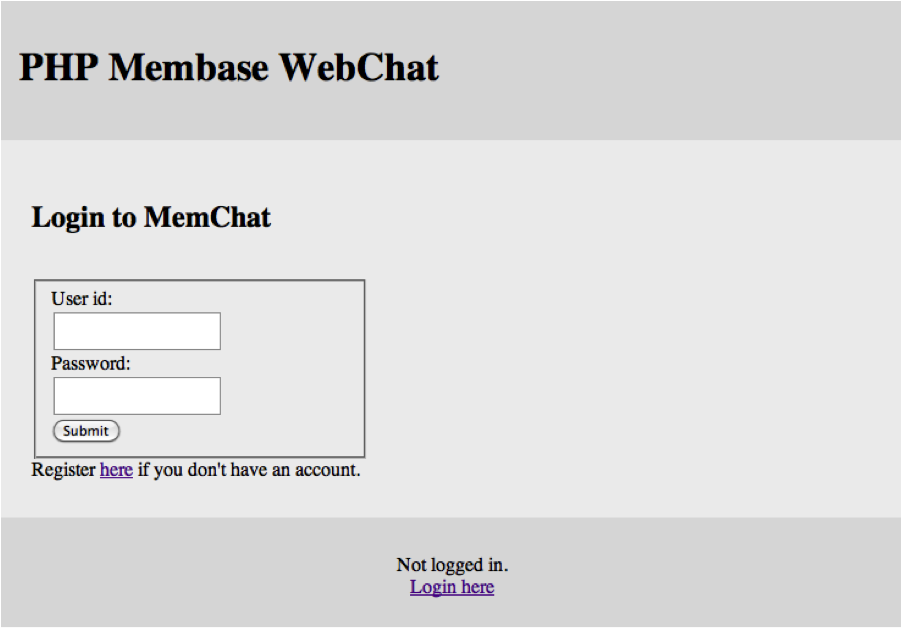 PHP Membase WebChat
Login to MemChat
User id:
Password:
Submit
Register here if you don't have an account.
Not logged in.
Login here